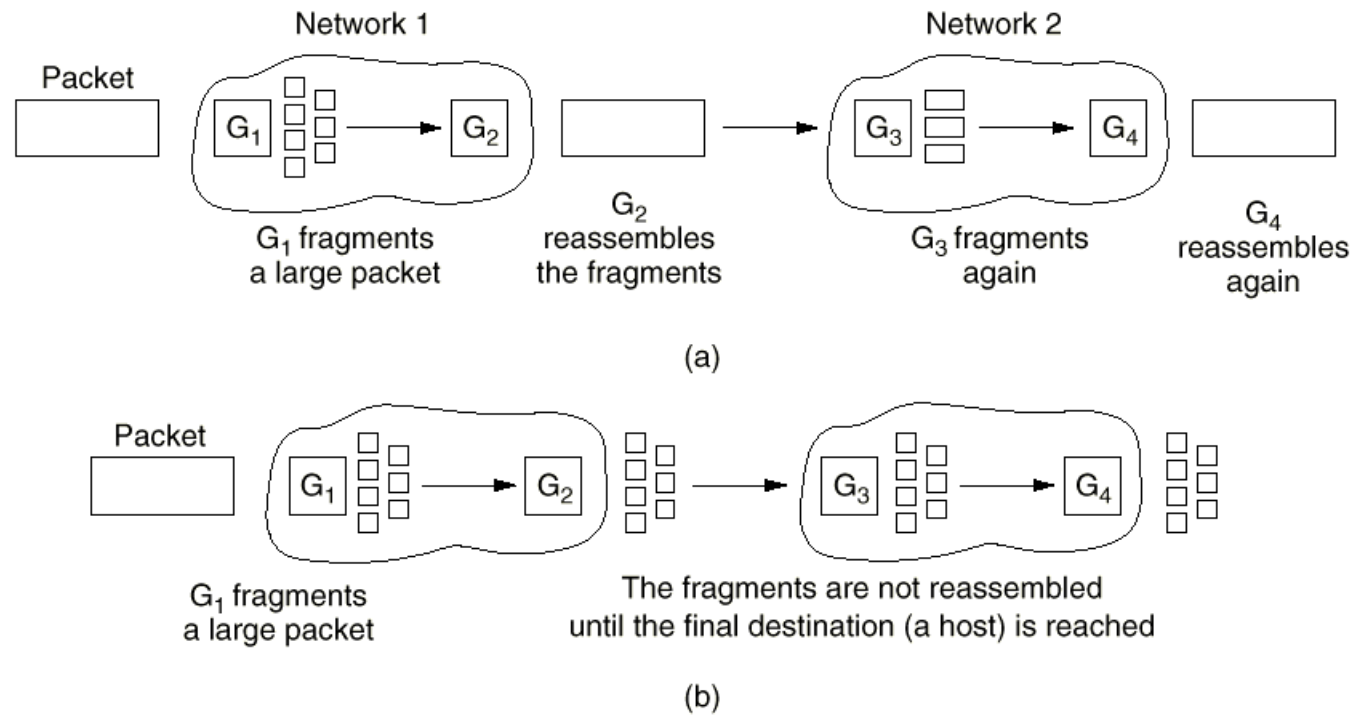 Network 1
Network 2
Packet
G1
G2
G3
G4
G1 fragments
a large packet
G2
reassembles
the fragments
G3 fragments
again
G4
reassembles
again
(a)
Packet
G1
G2
G3
G4
G1 fragments
a large packet
The fragments are not reassembled
until the final destination (a host) is reached
(b)